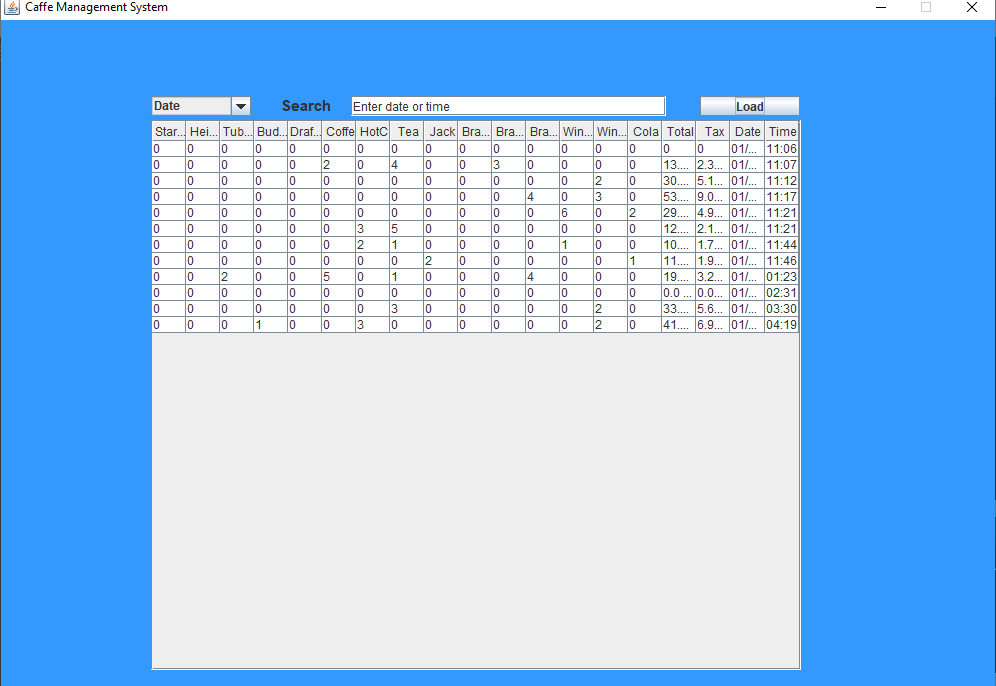 Caffe Management System
Date Search Enter date or time Load
Star... Hei... Tub... Bud... Draf... Coffe HotC Tea Jack Bra... Bra... Bra... Win... Win... Cola Total Tax Date Time
0 0 0 0 0 0 0 0 0 0 0 0 0 0 0 0 0 01/... 11:06
0 0 0 0 0 2 0 4 0 0 3 0 0 0 0 13.... 2.3... 01/... 11:07
0 0 0 0 0 0 0 0 0 0 0 0 0 2 0 30.... 5.1... 01/... 11:12
0 0 0 0 0 0 0 0 0 0 0 4 0 3 0 53.... 9.0... 01/... 11:17
0 0 0 0 0 0 0 0 0 0 0 0 6 0 2 29.... 4.9... 01/... 11:21
0 0 0 0 0 0 3 5 0 0 0 0 0 0 0 12.... 2.1... 01/... 11:21
0 0 0 0 0 0 2 1 0 0 0 0 1 0 0 10.... 1.7... 01/... 11:44
0 0 0 0 0 0 0 0 2 0 0 0 0 0 1 11.... 1.9... 01/... 11:46
0 0 2 0 0 5 0 1 0 0 0 4 0 0 0 19.... 3.2... 01/... 01:23
0 0 0 0 0 0 0 0 0 0 0 0 0 0 0 0.0 ... 0.0... 01/... 02:31
0 0 0 0 0 0 0 3 0 0 0 0 0 2 0 33.... 5.6... 01/... 03:30
0 0 0 1 0 0 3 0 0 0 0 0 0 2 0 41.... 6.9... 01/... 04:19